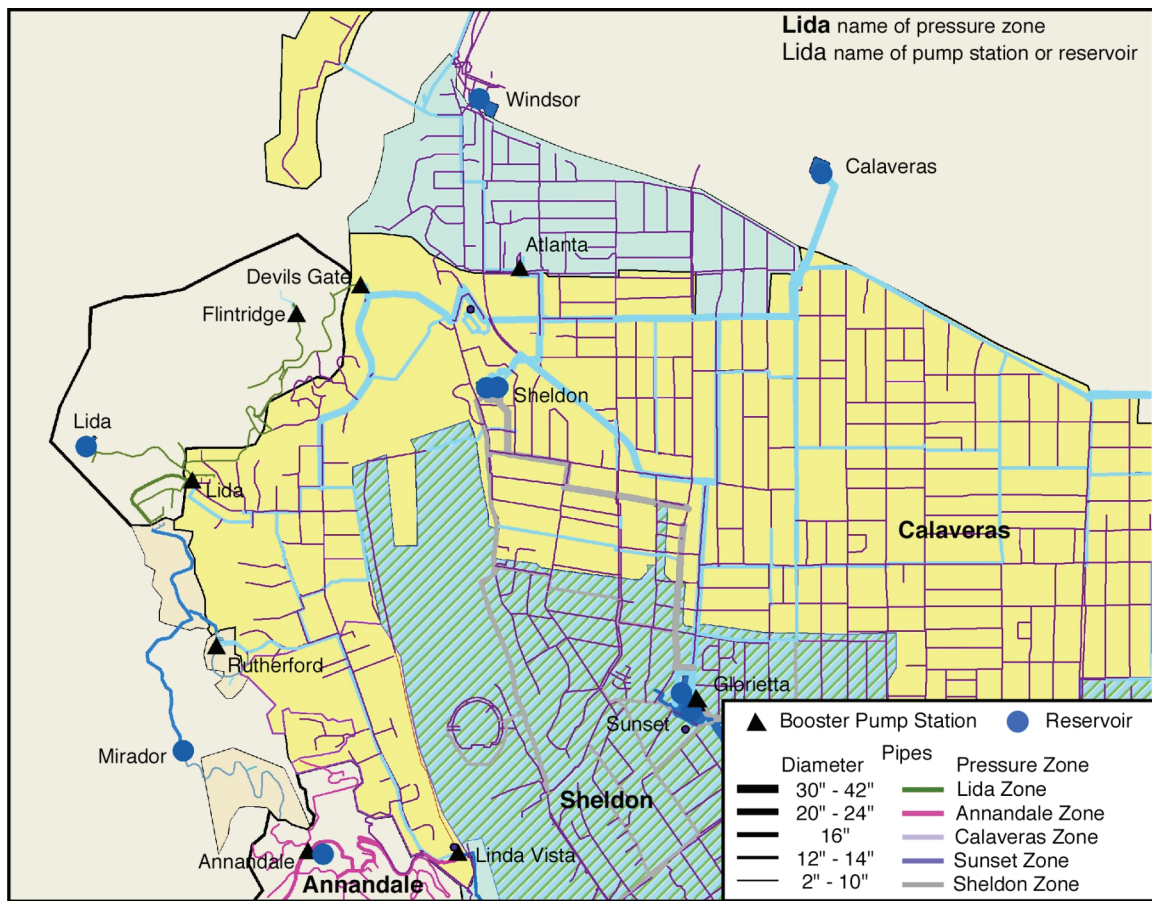 Lida name of pressure zone
Lida name of pump station or reservoir
Windsor
Calaveras
Atlanta
Devils Gate
Flintridge
Sheldon
Lida
Lida
Calaveras
Rutherford
Glorietta
Sunset
Mirador
Sheldon
Annandale
Linda Vista
Annandale
Booster Pump Station
Reservoir
Pipes
Diameter
Pressure Zone
30" - 42"
Lida Zone
20" - 24"
Annandale Zone
16"
Calaveras Zone
12" - 14"
Sunset Zone
2" - 10"
Sheldon Zone